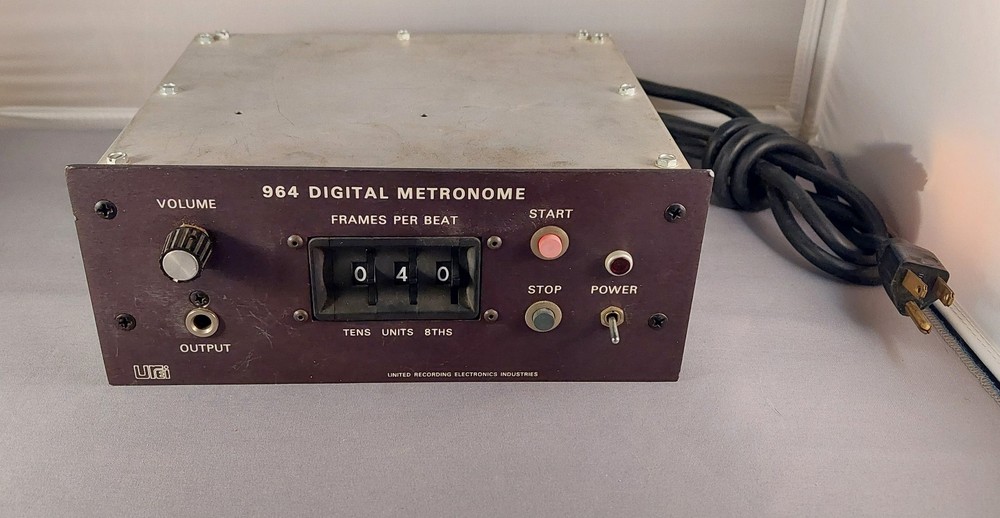 964 DIGITAL METRONOME
VOLUME
FRAMES PER BEAT
START
0 4 0
STOP
POWER
TENS UNITS 8THS
OUTPUT
urei
UNITED RECORDING ELECTRONICS INDUSTRIES